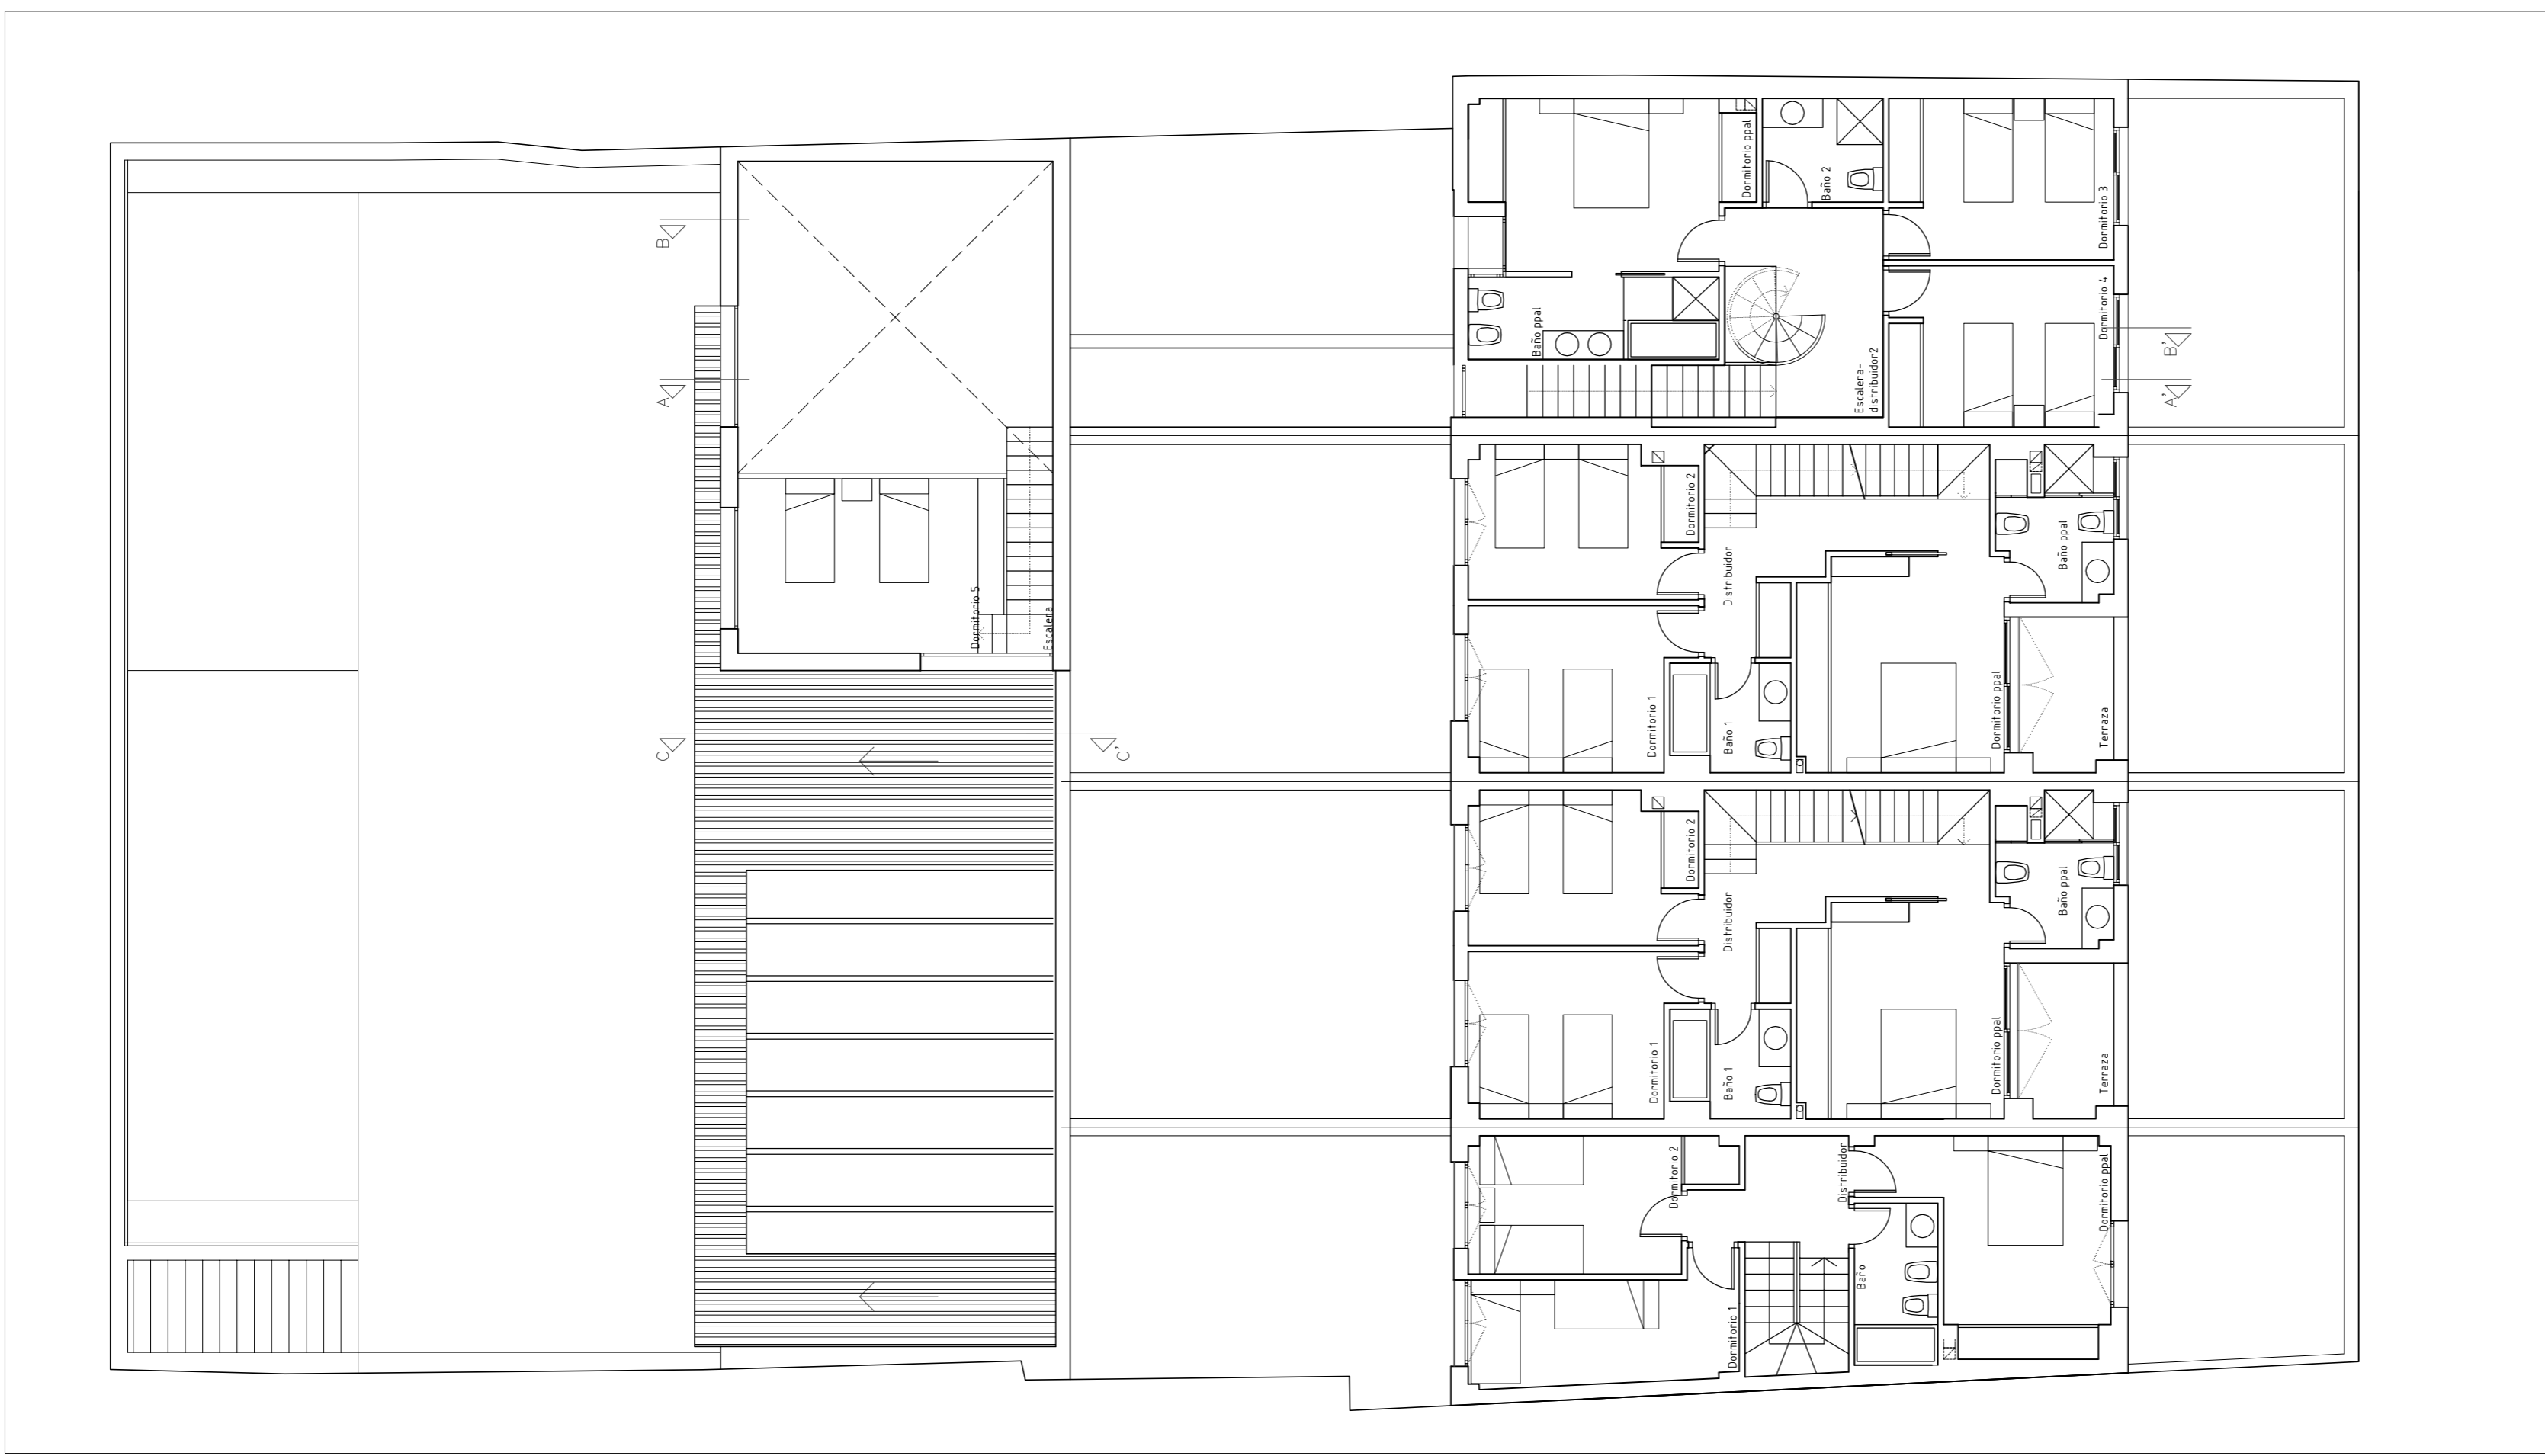 B
A
C
C'
Dormitorio 5
Escalera
Dormitorio ppal
Baño 2
Dormitorio 3
Baño ppal
Escalera-
distribuidor2
Dormitorio 4
B'
A'
Dormitorio 2
Distribuidor
Baño ppal
Dormitorio 1
Baño 1
Dormitorio ppal
Terraza
Dormitorio 2
Distribuidor
Baño ppal
Dormitorio 1
Baño 1
Dormitorio ppal
Terraza
Dormitorio 2
Distribuidor
Dormitorio ppal
Dormitorio 1
Baño